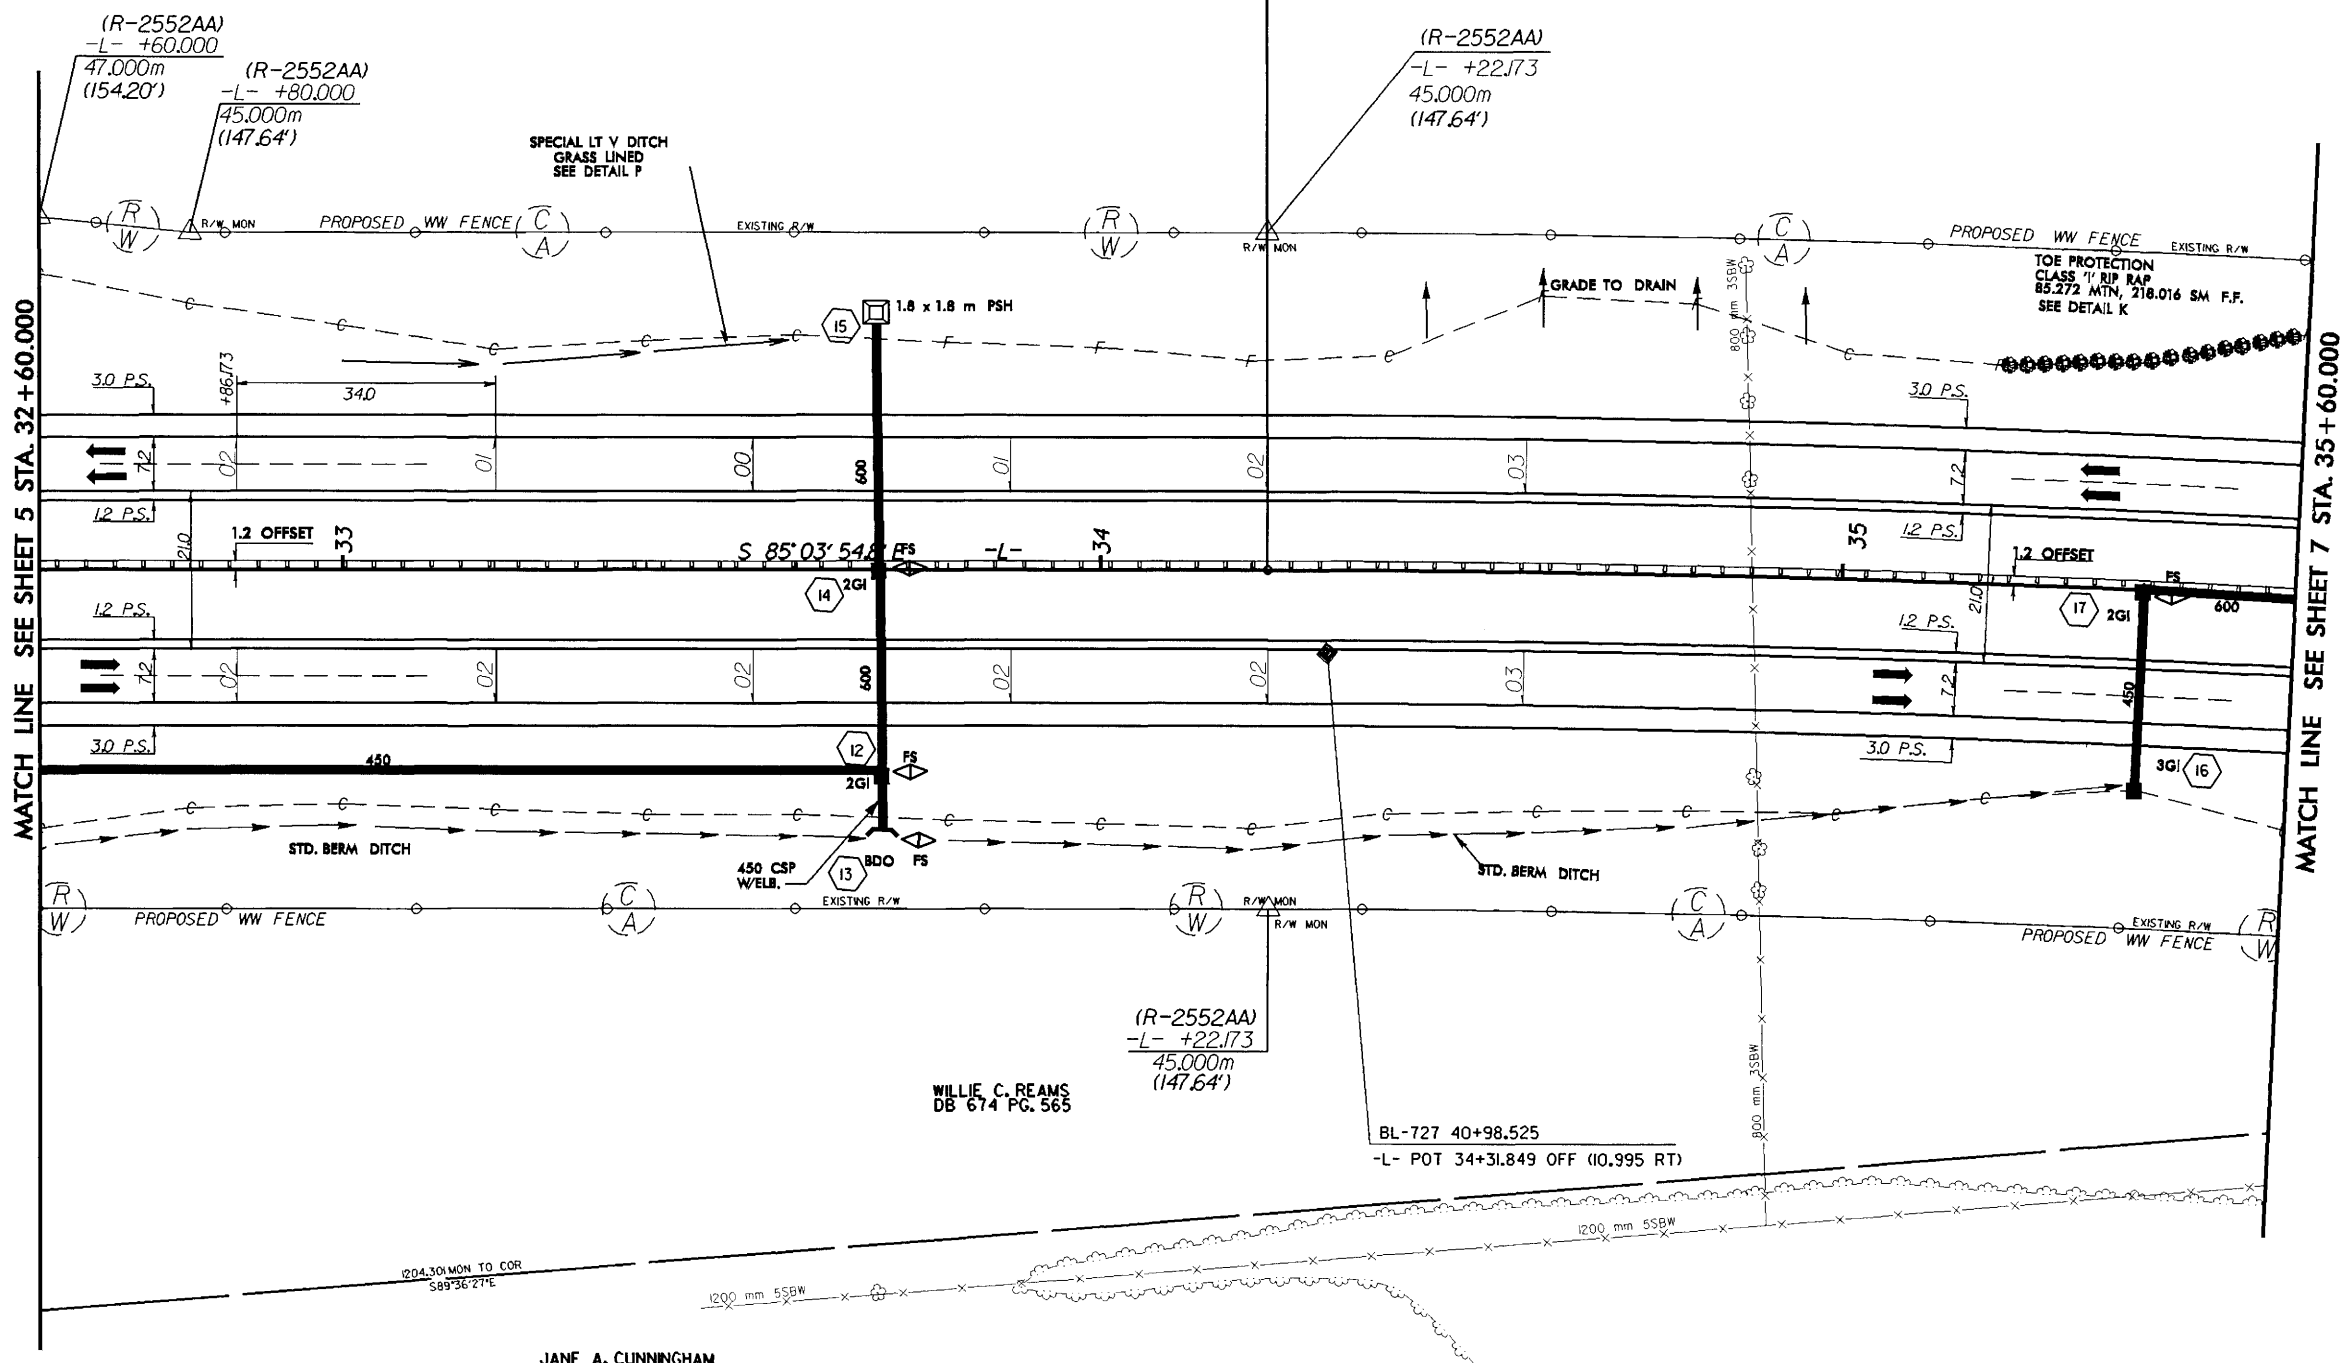 (R-2552AA)
-L- +60.000
47.000m
(154.20')
(R-2552AA)
-L- +80.000
45.000m
(147.64')
(R-2552AA)
-L- +22.173
45.000m
(147.64')
SPECIAL LT V DITCH
GRASS LINED
SEE DETAIL P
R
W
R/W MON
PROPOSED WW FENCE
C
A
EXISTING R/W
R
W
R/W MON
C
A
PROPOSED WW FENCE
EXISTING R/W
TOE PROTECTION
CLASS 'I' RIP RAP
85.272 MTN, 218.016 SM F.F.
SEE DETAIL K
GRADE TO DRAIN
800 mm 3SBW
15
1.8 x 1.8 m PSH
C C C C C F F F C C F
3.0 P.S.
+86.173
34.0
3.0 P.S.
7.2
02
01
00
600
01
02
03
7.2
1.2 P.S.
21.0
1.2 OFFSET
33
S 85°03'54.8" E
FS
-L-
34
35
1.2 P.S.
1.2 OFFSET
14
2GI
21.0
17
2GI
FS
600
1.2 P.S.
1.2 P.S.
7.2
02
02
02
600
02
02
03
7.2
450
3.0 P.S.
3.0 P.S.
450
12
2GI
FS
3GI
16
C C C C C C C C C C C C C
STD. BERM DITCH
450 CSP
W/ELB.
13
BDO
FS
STD. BERM DITCH
R
W
PROPOSED WW FENCE
C
A
EXISTING R/W
R
W
R/W MON
R/W MON
C
A
EXISTING R/W
PROPOSED WW FENCE
R
W
(R-2552AA)
-L- +22.173
45.000m
(147.64')
WILLIE C. REAMS
DB 674 PG. 565
BL-727 40+98.525
-L- POT 34+31.849 OFF (10.995 RT)
800 mm 3SBW
1204.301 MON TO COR
S89°36'27"E
1200 mm 5SBW
1200 mm 5SBW
JANE A. CUNNINGHAM
MATCH LINE SEE SHEET 5 STA. 32+60.000
MATCH LINE SEE SHEET 7 STA. 35+60.000